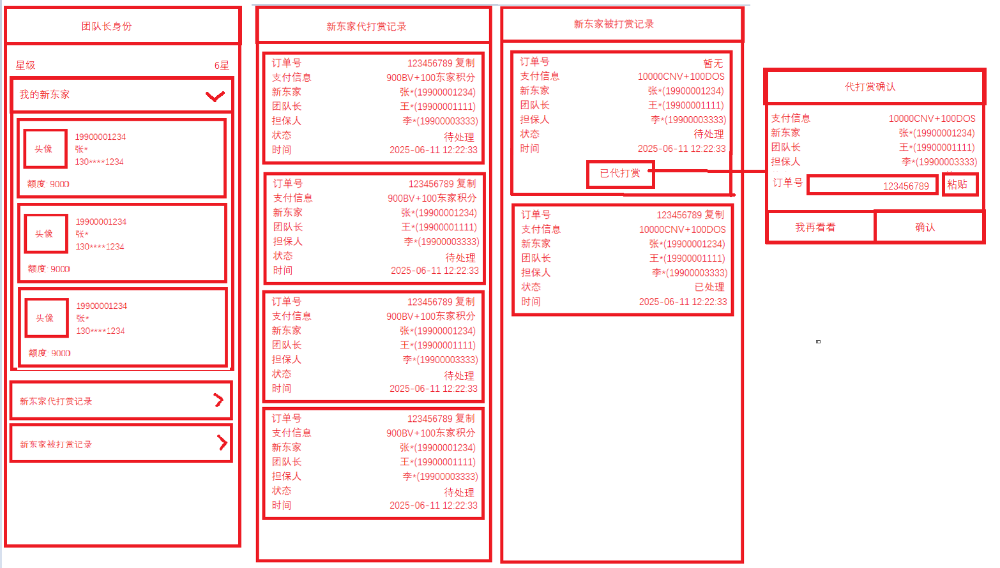 团队长身份
星级 6星
我的新东家
头像
19900001234
张*
130****1234
额度: 9000
头像
19900001234
张*
130****1234
额度: 9000
头像
19900001234
张*
130****1234
额度: 9000
新东家代打赏记录
新东家被打赏记录
新东家代打赏记录
订单号 123456789 复制
支付信息 900BV+100东家积分
新东家 张*(19900001234)
团队长 王*(19900001111)
担保人 李*(19900003333)
状态 待处理
时间 2025-06-11 12:22:33
订单号 123456789 复制
支付信息 900BV+100东家积分
新东家 张*(19900001234)
团队长 王*(19900001111)
担保人 李*(19900003333)
状态 待处理
时间 2025-06-11 12:22:33
订单号 123456789 复制
支付信息 900BV+100东家积分
新东家 张*(19900001234)
团队长 王*(19900001111)
担保人 李*(19900003333)
状态 待处理
时间 2025-06-11 12:22:33
订单号 123456789 复制
支付信息 900BV+100东家积分
新东家 张*(19900001234)
团队长 王*(19900001111)
担保人 李*(19900003333)
状态 待处理
时间 2025-06-11 12:22:33
新东家被打赏记录
订单号 暂无
支付信息 10000CNV+100DOS
新东家 张*(19900001234)
团队长 王*(19900001111)
担保人 李*(19900003333)
状态 待处理
时间 2025-06-11 12:22:33
已代打赏
订单号 123456789 复制
支付信息 10000CNV+100DOS
新东家 张*(19900001234)
团队长 王*(19900001111)
担保人 李*(19900003333)
状态 已处理
时间 2025-06-11 12:22:33
代打赏确认
支付信息 10000CNV+100DOS
新东家 张*(19900001234)
团队长 王*(19900001111)
担保人 李*(19900003333)
订单号 123456789 粘贴
我再看看 确认